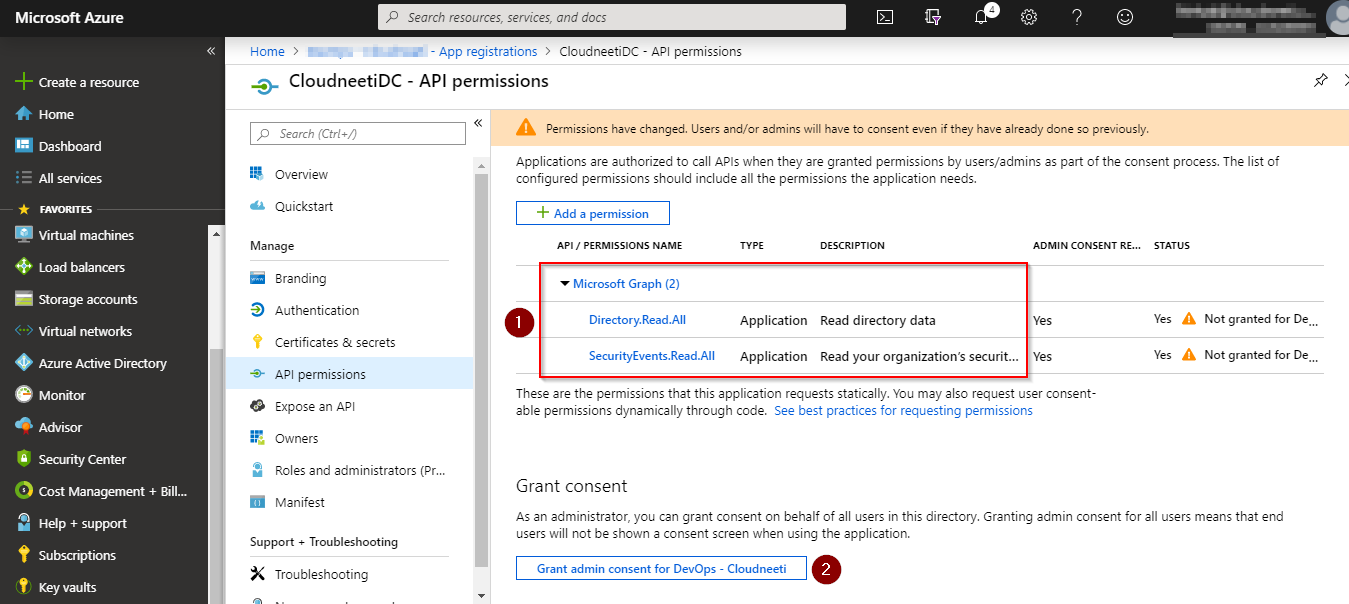 Microsoft Azure
Search resources, services, and docs
4
Home > - App registrations > CloudneetiDC - API permissions
CloudneetiDC - API permissions
Create a resource
Home
Dashboard
All services
FAVORITES
Virtual machines
Load balancers
Storage accounts
Virtual networks
Azure Active Directory
Monitor
Advisor
Security Center
Cost Management + Bill...
Help + support
Subscriptions
Key vaults
Search (Ctrl+/)
Overview
Quickstart
Manage
Branding
Authentication
Certificates & secrets
API permissions
Expose an API
Owners
Roles and administrators (Pr...
Manifest
Support + Troubleshooting
Troubleshooting
Permissions have changed. Users and/or admins will have to consent even if they have already done so previously.
Applications are authorized to call APIs when they are granted permissions by users/admins as part of the consent process. The list of
configured permissions should include all the permissions the application needs.
Add a permission
API / PERMISSIONS NAME TYPE DESCRIPTION ADMIN CONSENT RE... STATUS
Microsoft Graph (2)
1
Directory.Read.All Application Read directory data Yes Yes Not granted for De...
SecurityEvents.Read.All Application Read your organization's securit... Yes Yes Not granted for De...
These are the permissions that this application requests statically. You may also request user consent-
able permissions dynamically through code. See best practices for requesting permissions
Grant consent
As an administrator, you can grant consent on behalf of all users in this directory. Granting admin consent for all users means that end
users will not be shown a consent screen when using the application.
Grant admin consent for DevOps - Cloudneeti
2